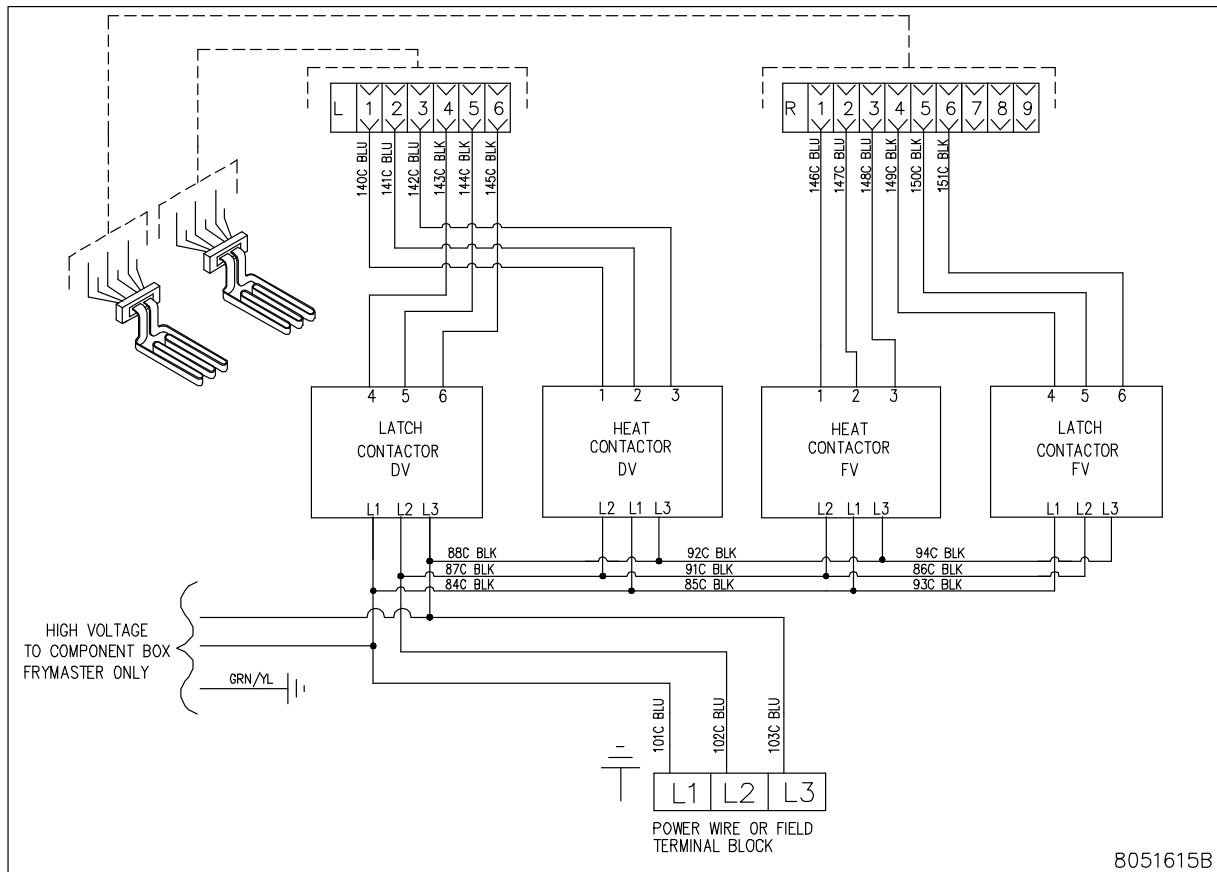 L 1 2 3 4 5 6
R 1 2 3 4 5 6 7 8 9
140C BLU
141C BLU
142C BLU
143C BLK
144C BLK
145C BLK
146C BLU
147C BLU
148C BLU
149C BLK
150C BLK
151C BLK
4 5 6
LATCH
CONTACTOR
DV
L1 L2 L3
1 2 3
HEAT
CONTACTOR
DV
L2 L1 L3
1 2 3
HEAT
CONTACTOR
FV
L2 L1 L3
4 5 6
LATCH
CONTACTOR
FV
L1 L2 L3
88C BLK 92C BLK 94C BLK
87C BLK 91C BLK 86C BLK
84C BLK 85C BLK 93C BLK
HIGH VOLTAGE
TO COMPONENT BOX
FRYMASTER ONLY
GRN/YL
101C BLU
102C BLU
103C BLU
L1 L2 L3
POWER WIRE OR FIELD
TERMINAL BLOCK
8051615B